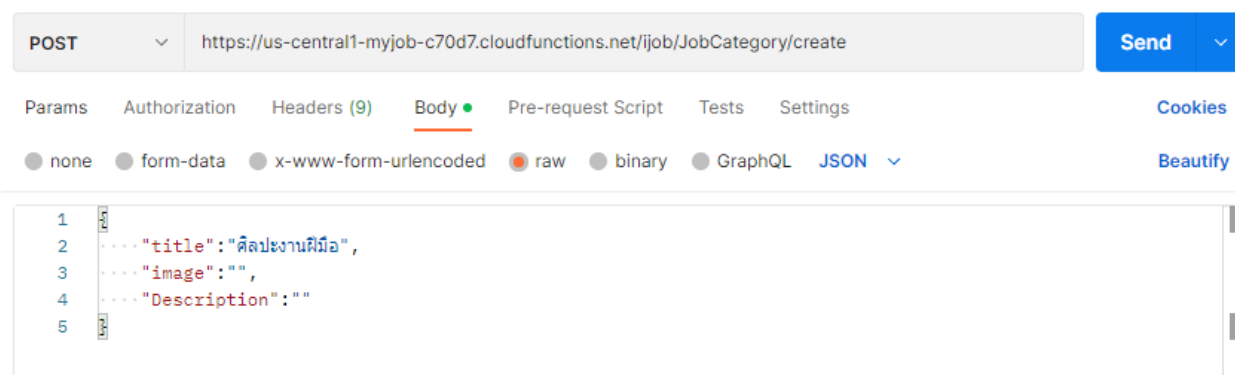 POST https://us-central1-myjob-c70d7.cloudfunctions.net/ijob/JobCategory/create Send
Params Authorization Headers (9) Body Pre-request Script Tests Settings Cookies
none form-data x-www-form-urlencoded raw binary GraphQL JSON Beautify
1 {
2 "title":"ศิลปะงานฝีมือ",
3 "image":"",
4 "Description":""
5 }